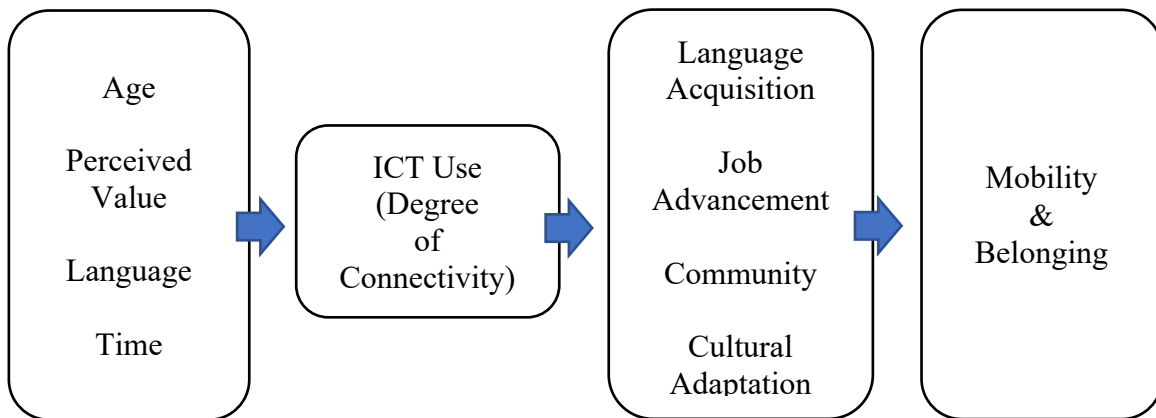 Age
Perceived
Value
Language
Time
ICT Use
(Degree
of
Connectivity)
Language
Acquisition
Job
Advancement
Community
Cultural
Adaptation
Mobility
&
Belonging